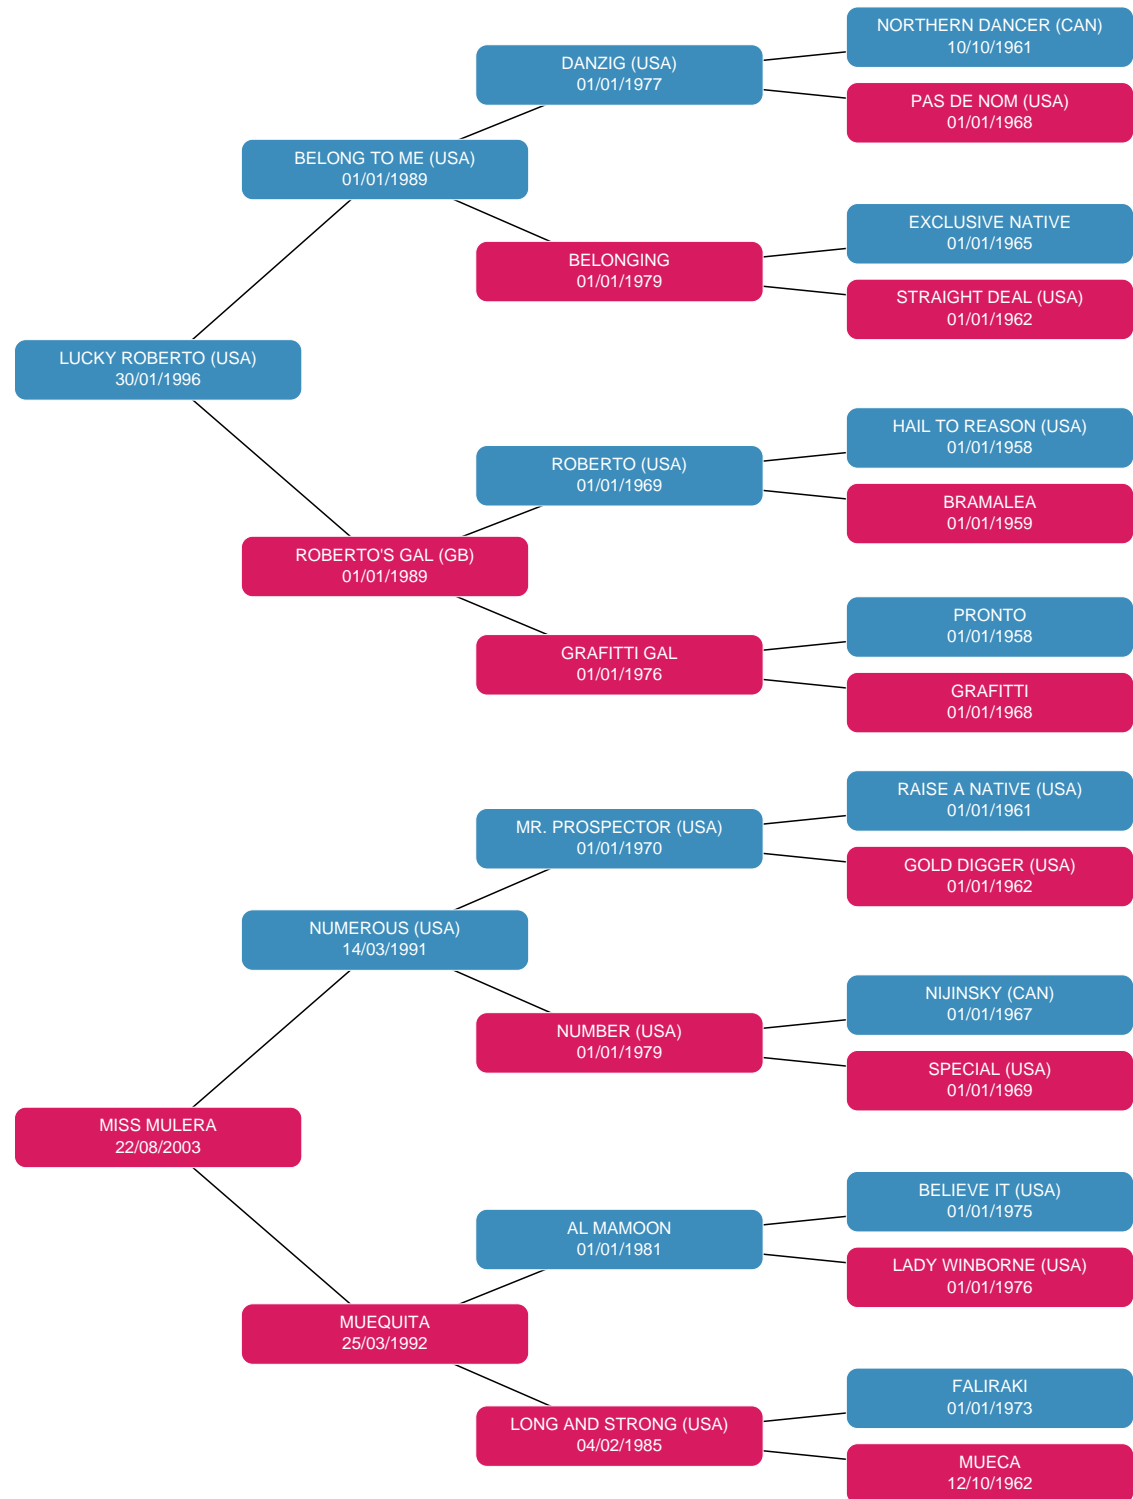 NORTHERN DANCER (CAN)
10/10/1961
DANZIG (USA)
01/01/1977
PAS DE NOM (USA)
01/01/1968
BELONG TO ME (USA)
01/01/1989
EXCLUSIVE NATIVE
01/01/1965
BELONGING
01/01/1979
STRAIGHT DEAL (USA)
01/01/1962
LUCKY ROBERTO (USA)
30/01/1996
HAIL TO REASON (USA)
01/01/1958
ROBERTO (USA)
01/01/1969
BRAMALEA
01/01/1959
ROBERTO'S GAL (GB)
01/01/1989
PRONTO
01/01/1958
GRAFITTI GAL
01/01/1976
GRAFITTI
01/01/1968
RAISE A NATIVE (USA)
01/01/1961
MR. PROSPECTOR (USA)
01/01/1970
GOLD DIGGER (USA)
01/01/1962
NUMEROUS (USA)
14/03/1991
NIJINSKY (CAN)
01/01/1967
NUMBER (USA)
01/01/1979
SPECIAL (USA)
01/01/1969
MISS MULERA
22/08/2003
BELIEVE IT (USA)
01/01/1975
AL MAMOON
01/01/1981
LADY WINBORNE (USA)
01/01/1976
MUEQUITA
25/03/1992
FALIRAKI
01/01/1973
LONG AND STRONG (USA)
04/02/1985
MUECA
12/10/1962